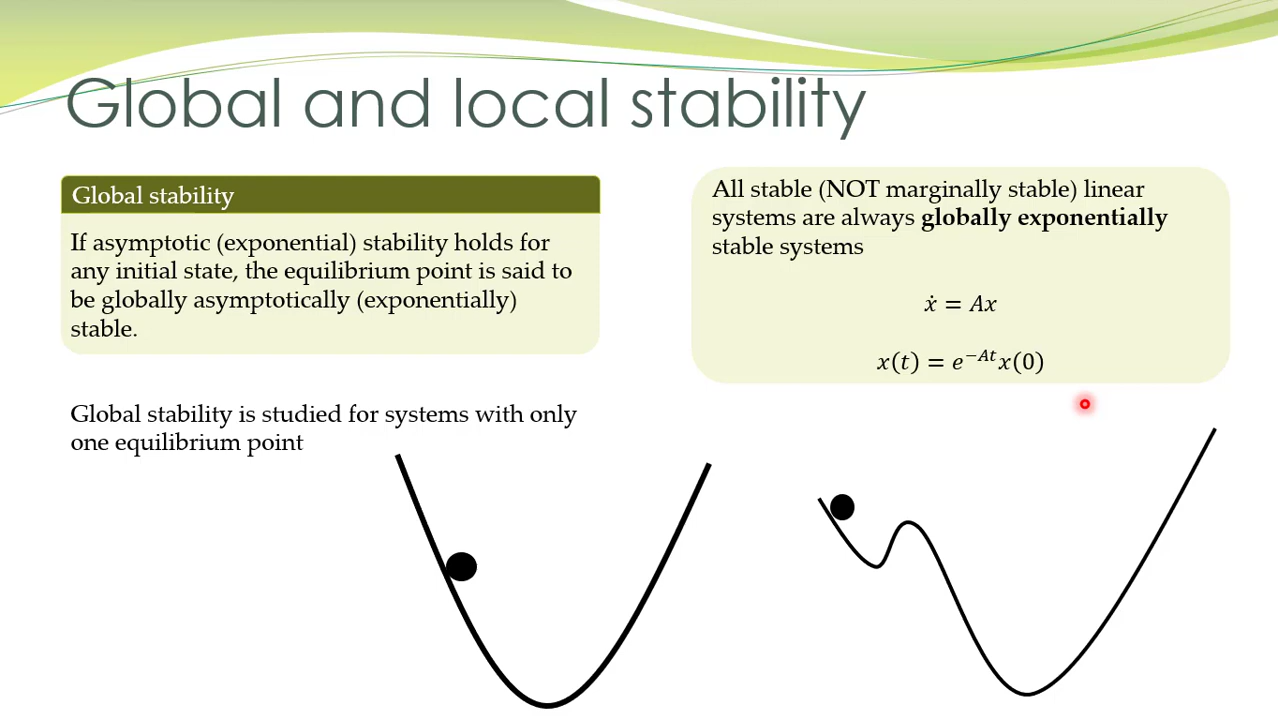 Global and local stability
Global stability
If asymptotic (exponential) stability holds for
any initial state, the equilibrium point is said to
be globally asymptotically (exponentially)
stable.
Global stability is studied for systems with only
one equilibrium point
All stable (NOT marginally stable) linear
systems are always globally exponentially
stable systems
ẋ = Ax
x(t) = e^{−At}x(0)